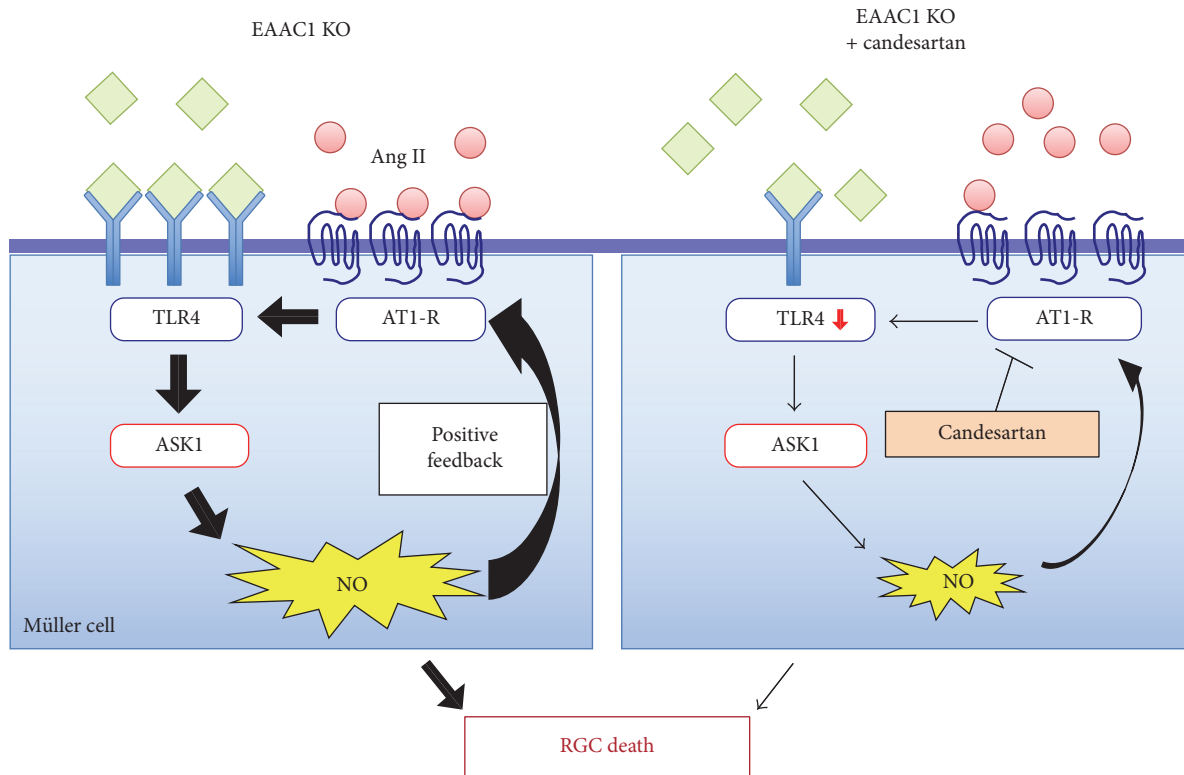 EAAC1 KO
Ang II
TLR4
AT1-R
ASK1
Positive
feedback
NO
Müller cell
EAAC1 KO
+ candesartan
TLR4
AT1-R
ASK1
Candesartan
NO
RGC death